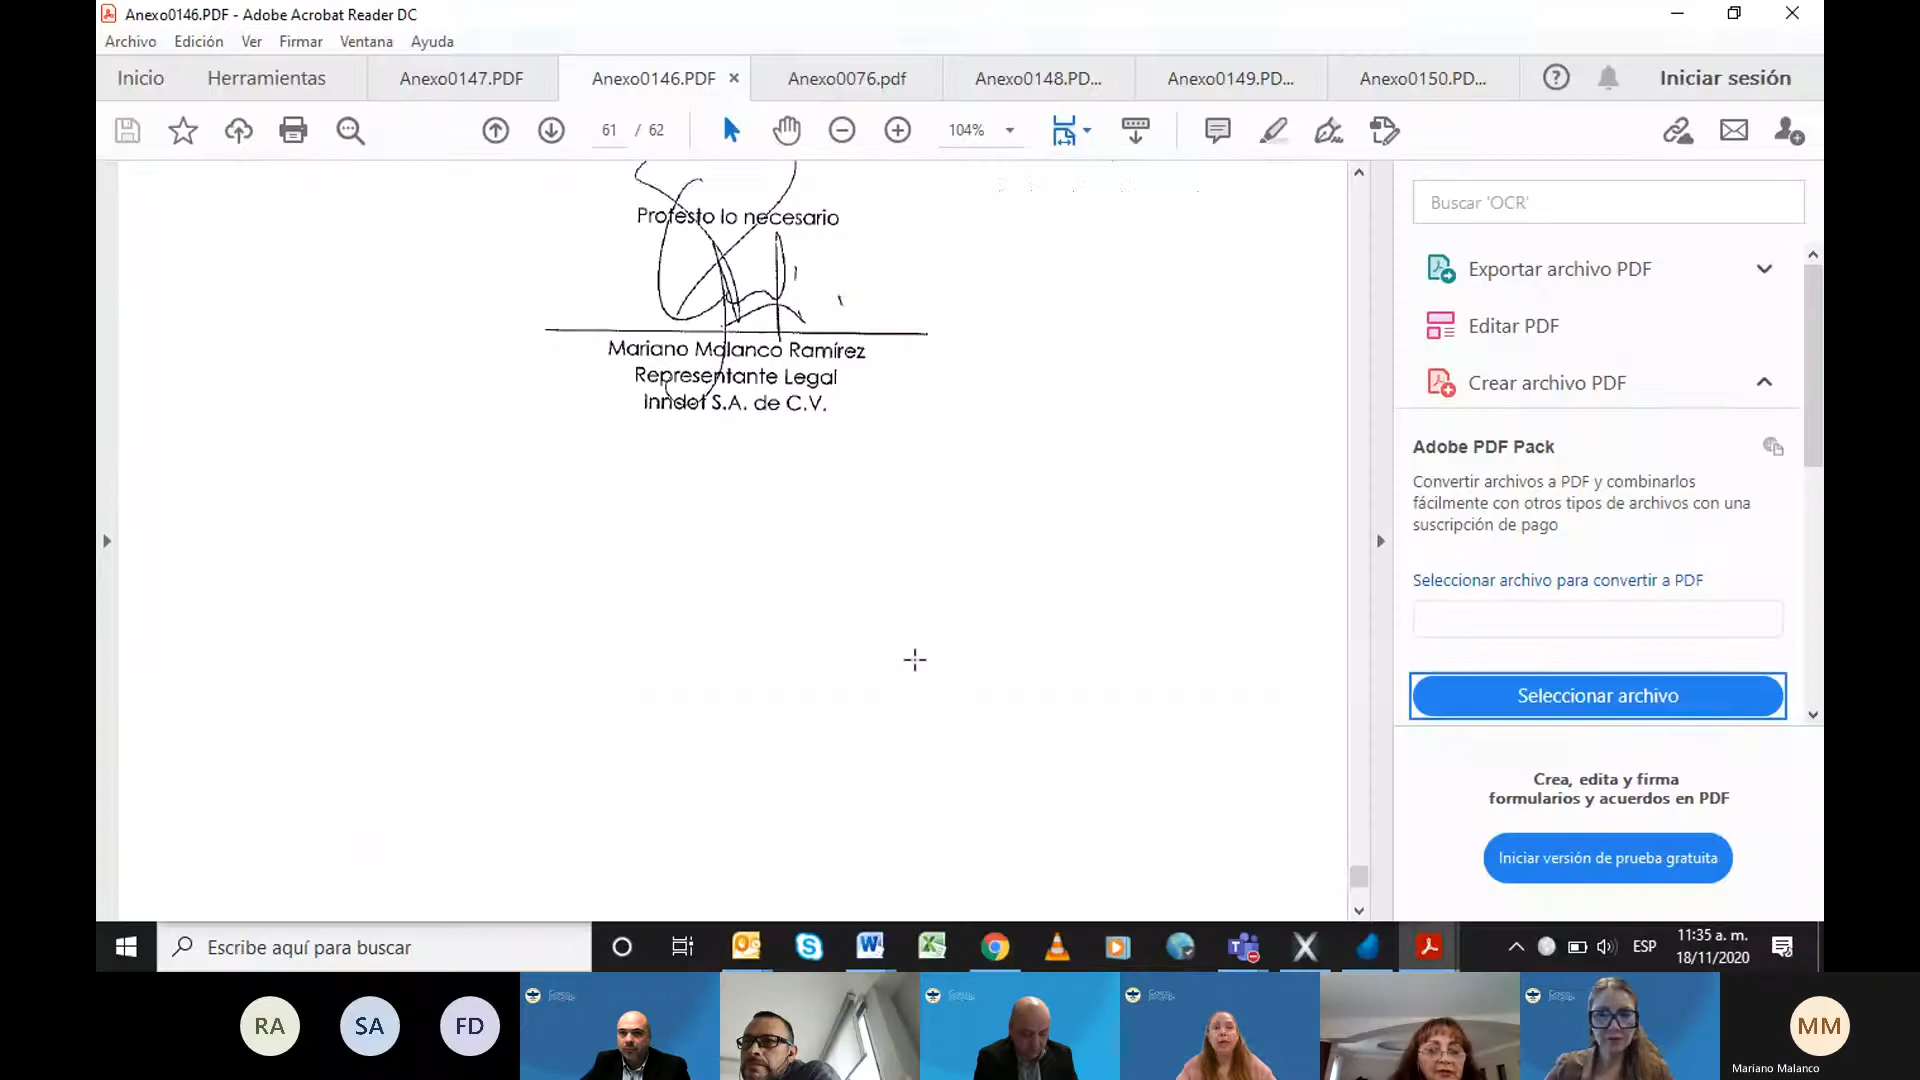 Anexo0146.PDF - Adobe Acrobat Reader DC
Archivo Edición Ver Firmar Ventana Ayuda
Inicio Herramientas Anexo0147.PDF Anexo0146.PDF Anexo0076.pdf Anexo0148.PD... Anexo0149.PD... Anexo0150.PD... Iniciar sesión
61 / 62 104%
Protesto lo necesario
Mariano Malanco Ramírez
Representante Legal
Inndot S.A. de C.V.
Buscar 'OCR'
Exportar archivo PDF
Editar PDF
Crear archivo PDF
Adobe PDF Pack
Convertir archivos a PDF y combinarlos
fácilmente con otros tipos de archivos con una
suscripción de pago
Seleccionar archivo para convertir a PDF
Seleccionar archivo
Crea, edita y firma
formularios y acuerdos en PDF
Iniciar versión de prueba gratuita
Escribe aquí para buscar
ESP
11:35 a. m.
18/11/2020
RA SA FD MM
Mariano Malanco